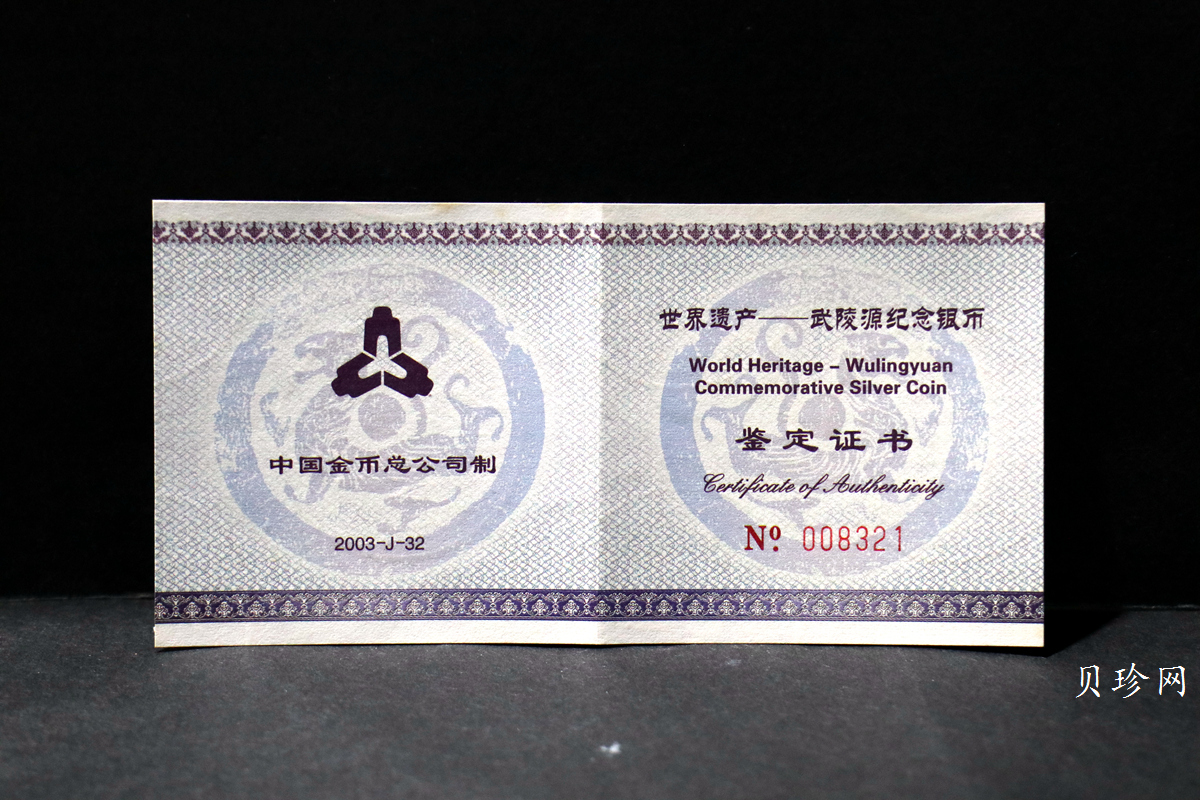 中国金币总公司制
2003-J-32
世界遗产——武陵源纪念银币
World Heritage – Wulingyuan
Commemorative Silver Coin
鉴定证书
Certificate of Authenticity
Nº. 008321
贝珍网